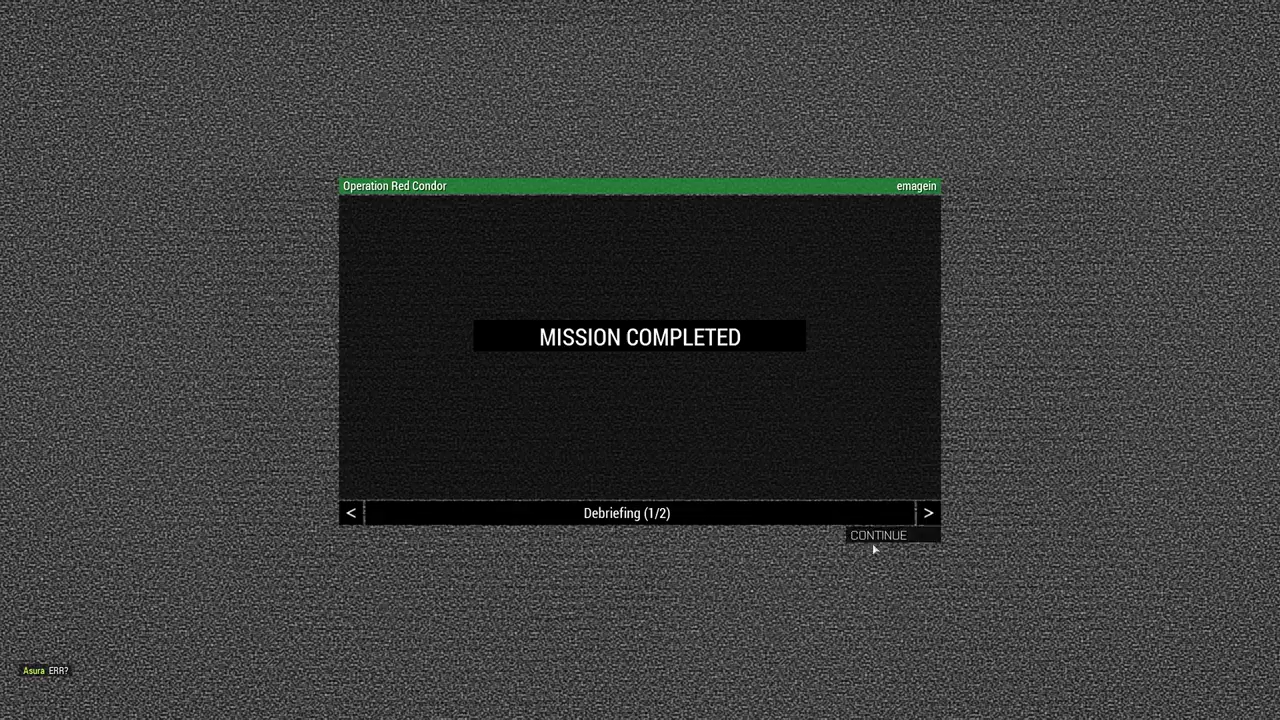 Operation Red Condor emagein
MISSION COMPLETED
< Debriefing (1/2) >
CONTINUE
Asura ERR?